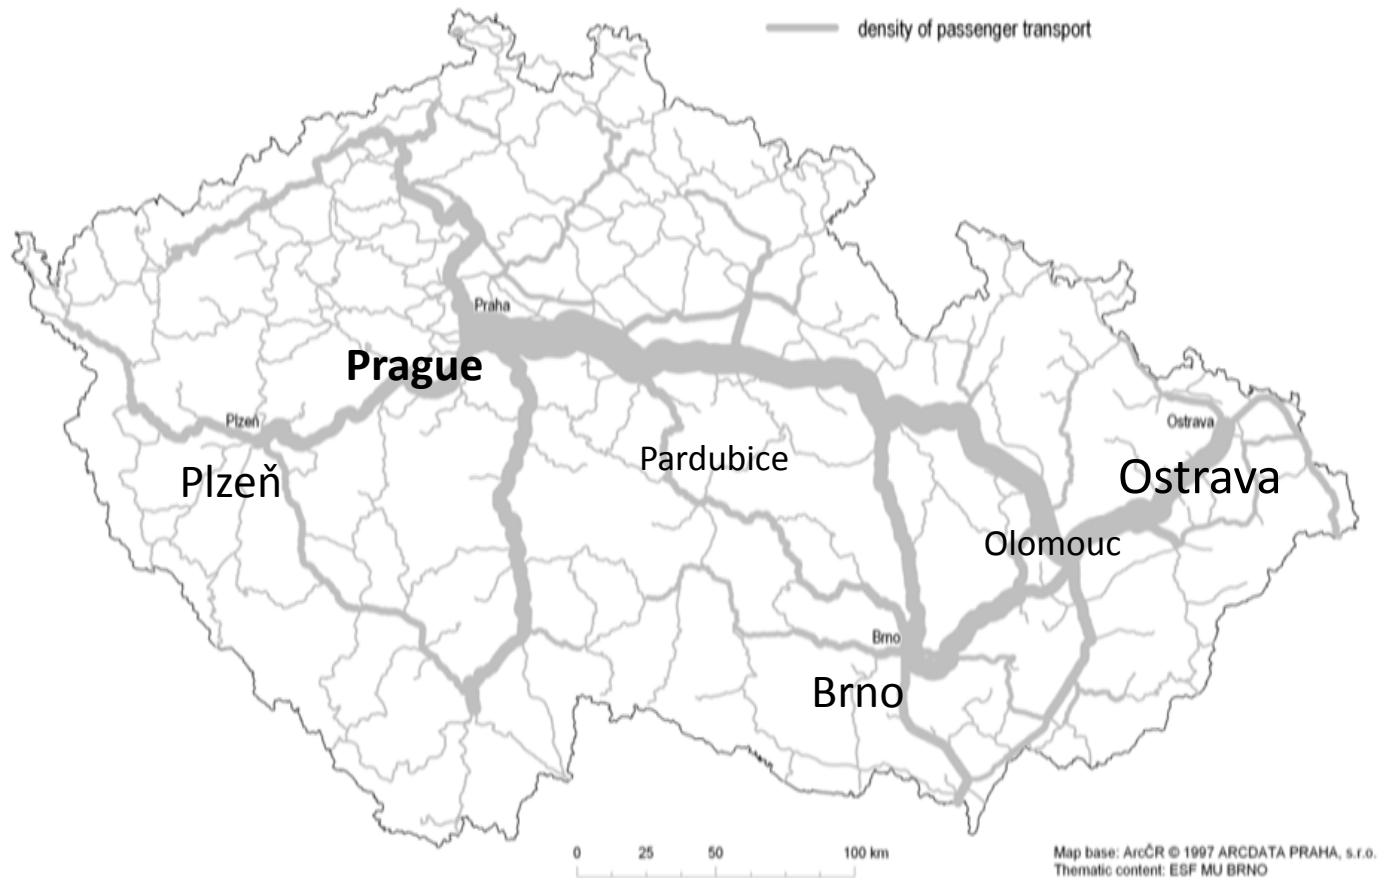 density of passenger transport
Praha
Prague
Plzeň
Plzeň
Pardubice
Ostrava
Ostrava
Olomouc
Brno
Brno
0 25 50 100 km
Map base: ArcČR © 1997 ARCDATA PRAHA, s.r.o.
Thematic content: ESF MU BRNO